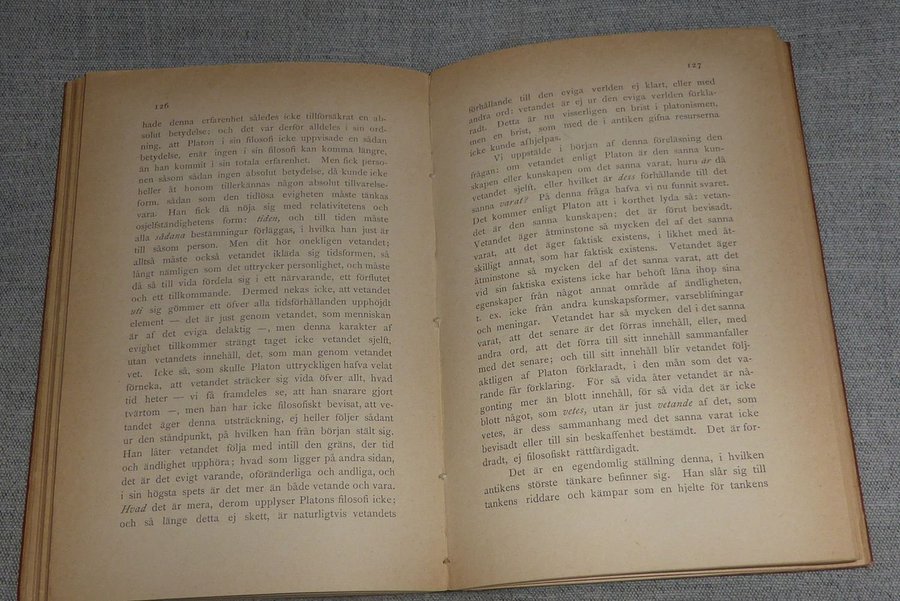 126
hade denna erfarenhet således icke tillförsäkrat en ab-
solut betydelse; och det var derför alldeles i sin ord-
ning, att Platon i sin filosofi icke uppvisade en sådan
betydelse, enär ingen i sin filosofi kan komma längre,
än han kommit i sin totala erfarenhet. Men fick perso-
nen såsom sådan ingen absolut betydelse, då kunde icke
heller åt honom tillerkännas någon absolut tillvarelse-
form, sådan som den tidlösa evigheten måste tänkas
vara. Han fick då nöja sig med relativitetens och
osjelfständighetens form: tiden, och till tiden måste
alla sådana bestämningar förläggas, i hvilka han just är
till såsom person. Men dit hör onekligen vetandet;
alltså måste också vetandet ikläda sig tidsformen, så
långt nämligen som det uttrycker personlighet, och måste
då så till vida fördela sig i ett närvarande, ett förflutet
och ett tillkommande. Dermed nekas icke, att vetandet
uti sig gömmer ett öfver alla tidsförhållanden upphöjdt
element — det är just genom vetandet, som menniskan
är af det eviga delaktig —, men denna karakter af
evighet tillkommer strängt taget icke vetandet sjelft,
utan vetandets innehåll, det, som man genom vetandet
vet. Icke så, som skulle Platon uttryckligen hafva velat
förneka, att vetandet sträcker sig vida öfver allt, hvad
tid heter — vi få framdeles se, att han snarare gjort
tvärtom —, men han har icke filosofiskt bevisat, att ve-
tandet äger denna utsträckning, ej heller följer sådant
ur den ståndpunkt, på hvilken han från början stält sig.
Han låter vetandet följa med intill den gräns, der tid
och ändlighet upphöra; hvad som ligger på andra sidan,
det är det evigt varande, oföränderliga och andliga, och
i sin högsta spets är det mer än både vetande och vara.
Hvad det är mera, derom upplyser Platons filosofi icke;
och så länge detta ej skett, är naturligtvis vetandets
127
förhållande till den eviga verlden ej klart, eller med
andra ord: vetandet är ej ur den eviga verlden förkla-
radt. Detta är nu visserligen en brist i platonismen,
men en brist, som med de i antiken gifna resurserna
icke kunde afhjelpas.
Vi uppstälde i början af denna föreläsning den
frågan: om vetandet enligt Platon är den sanna kun-
skapen eller kunskapen om det sanna varat, huru är då
vetandet sjelft, eller hvilket är dess förhållande till det
sanna varat? På denna fråga hafva vi nu funnit svaret.
Det kommer enligt Platon att i korthet lyda så: vetan-
det är den sanna kunskapen; det är förut bevisadt.
Vetandet äger åtminstone så mycken del af det sanna
varat, att det äger faktisk existens, i likhet med åt-
skilligt annat, som har faktisk existens. Vetandet äger
åtminstone så mycken del af det sanna varat, att det
vid sin faktiska existens icke har behöft låna ihop sina
egenskaper från något annat område af ändligheten,
t. ex. icke från andra kunskapsformer, varseblifningar
och meningar. Vetandet har så mycken del i det sanna
varat, att det senare är det förras innehåll, eller, med
andra ord, att det förra till sitt innehåll sammanfaller
med det senare; och till sitt innehåll blir vetandet följ-
aktligen af Platon förklaradt, i den mån som det va-
rande får förklaring. För så vida åter vetandet är nå-
gonting mer än blott innehåll, för så vida det är icke
blott något, som vetes, utan är just vetande af det, som
vetes, är dess sammanhang med det sanna varat icke
bevisadt eller till sin beskaffenhet bestämdt. Det är for-
dradt, ej filosofiskt rättfärdigadt.
Det är en egendomlig ställning denna, i hvilken
antikens störste tänkare befinner sig. Han slår sig till
tankens riddare och kämpar som en hjelte för tankens